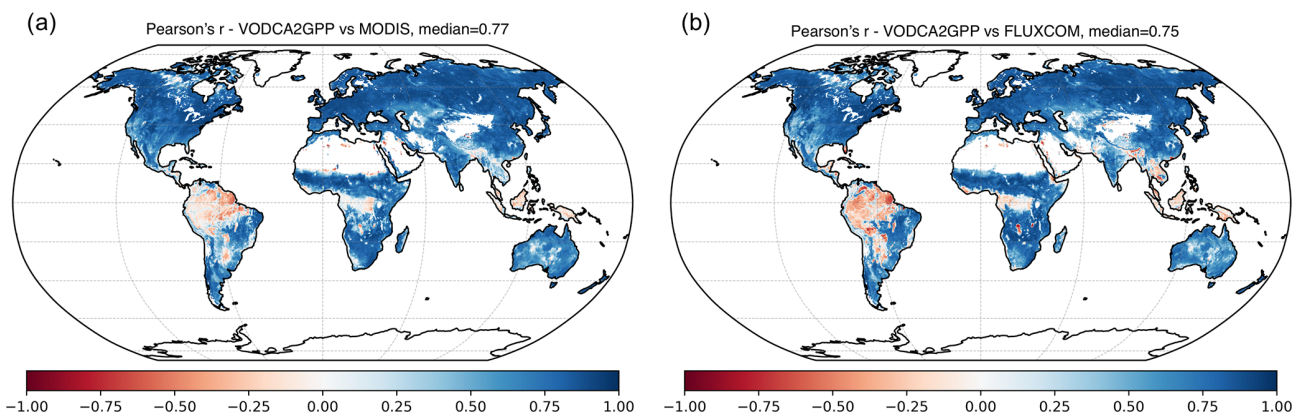 (a)
Pearson's r - VODCA2GPP vs MODIS, median=0.77
−1.00 −0.75 −0.50 −0.25 0.00 0.25 0.50 0.75 1.00
(b)
Pearson's r - VODCA2GPP vs FLUXCOM, median=0.75
−1.00 −0.75 −0.50 −0.25 0.00 0.25 0.50 0.75 1.00